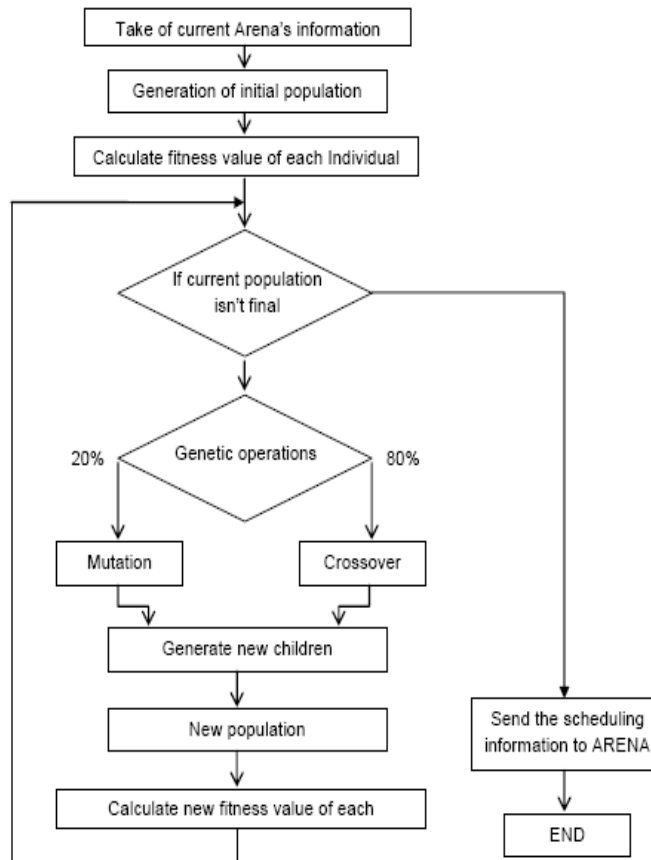 Take of current Arena's information
Generation of initial population
Calculate fitness value of each Individual
If current population
isn't final
20%
Genetic operations
80%
Mutation
Crossover
Generate new children
New population
Calculate new fitness value of each
Send the scheduling
information to ARENA
END